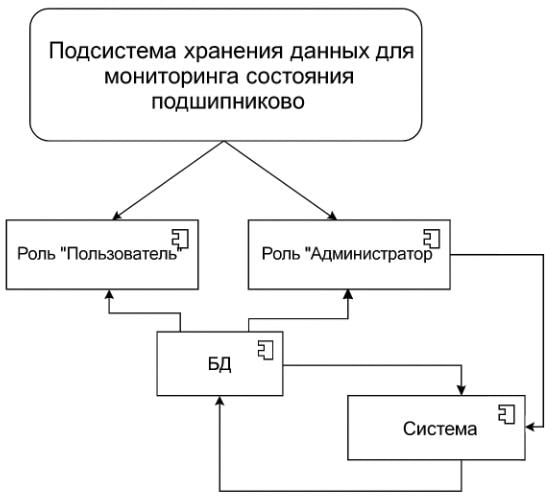 Подсистема хранения данных для
мониторинга состояния
подшипниково
Роль "Пользователь"
Роль "Администратор
БД
Система